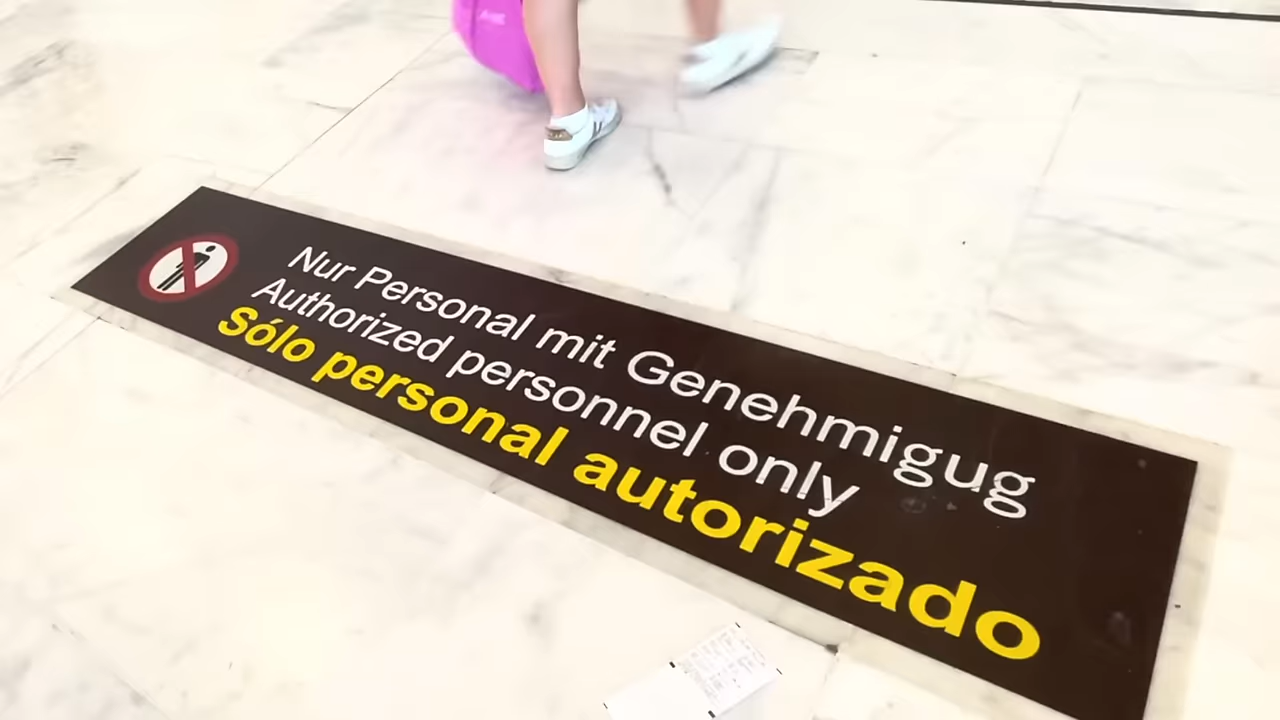 Nur Personal mit Genehmigug
Authorized personnel only
Sólo personal autorizado